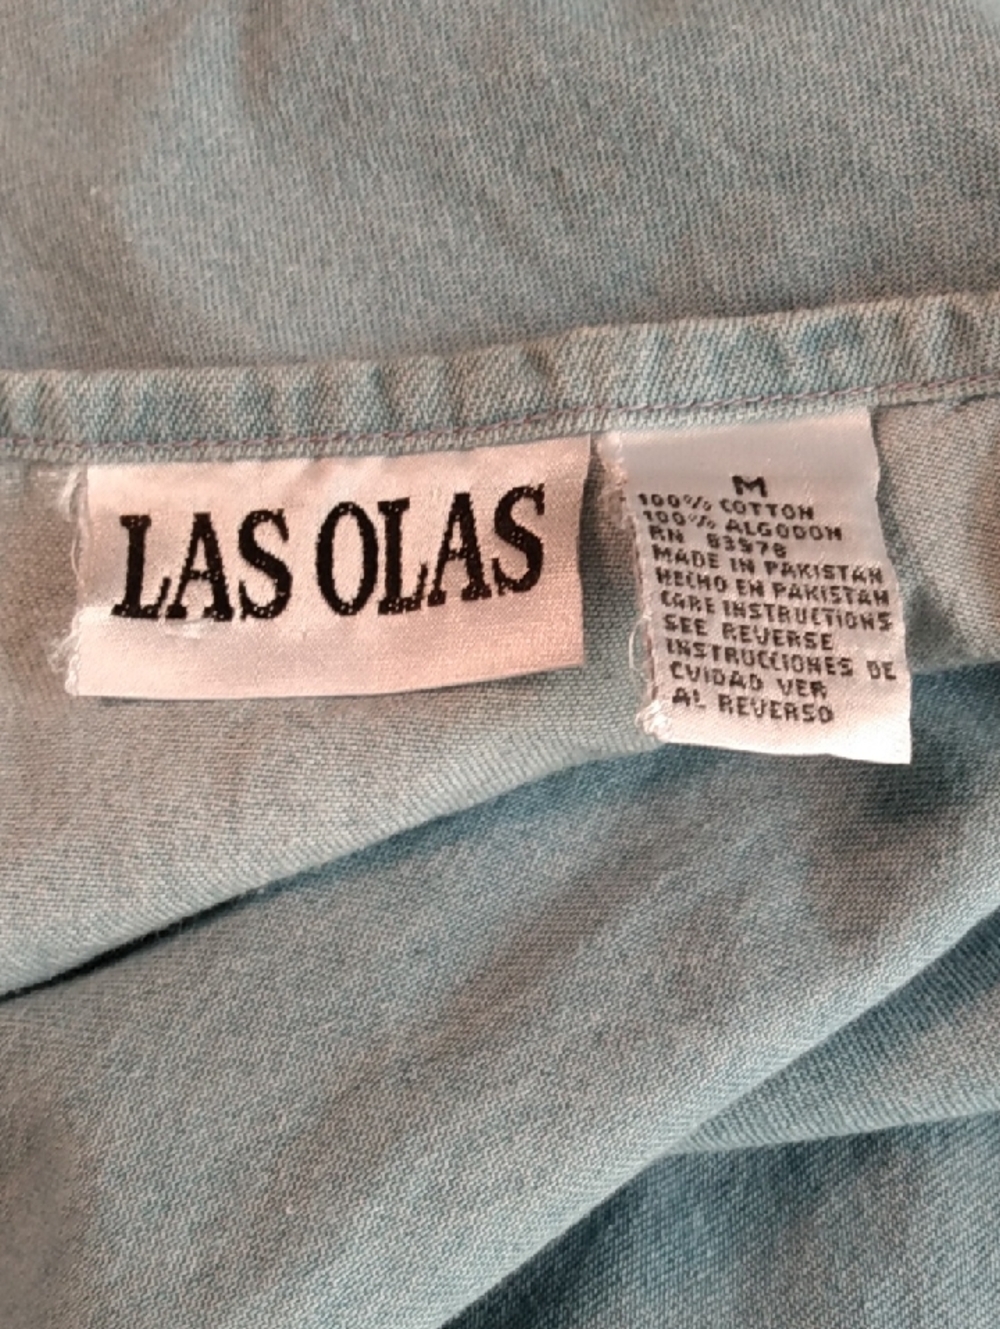 LAS OLAS
M
100% COTTON
100% ALGODON
RN 83978
MADE IN PAKISTAN
HECHO EN PAKISTAN
CARE INSTRUCTIONS
SEE REVERSE
INSTRUCCIONES DE
CVIDAD VER
AL REVERSO